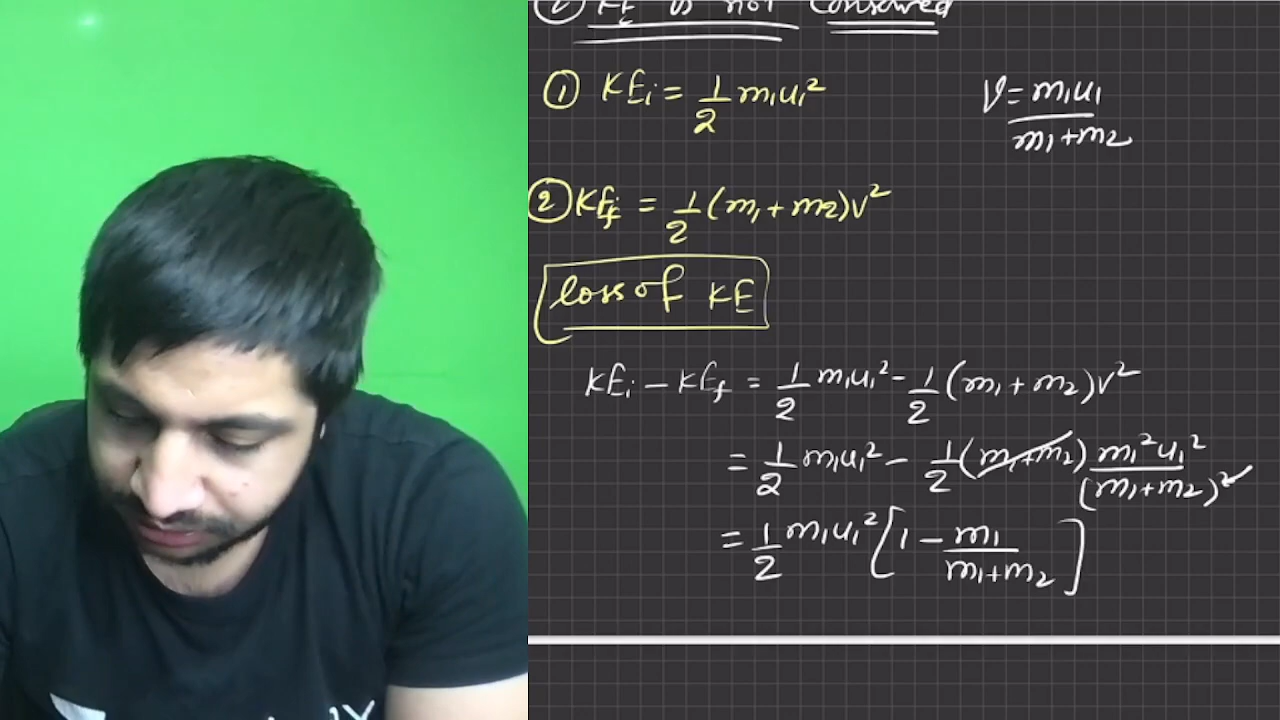 ② KE is not conserved
① KEi = 1/2 m₁u₁²
V = m₁u₁/m₁+m₂
② KEf = 1/2 (m₁+m₂)v²
loss of KE
KEi – KEf = 1/2 m₁u₁² – 1/2 (m₁+m₂)v²
= 1/2 m₁u₁² – 1/2 (m₁+m₂) m₁²u₁²/(m₁+m₂)²
= 1/2 m₁u₁² [1 – m₁/m₁+m₂]